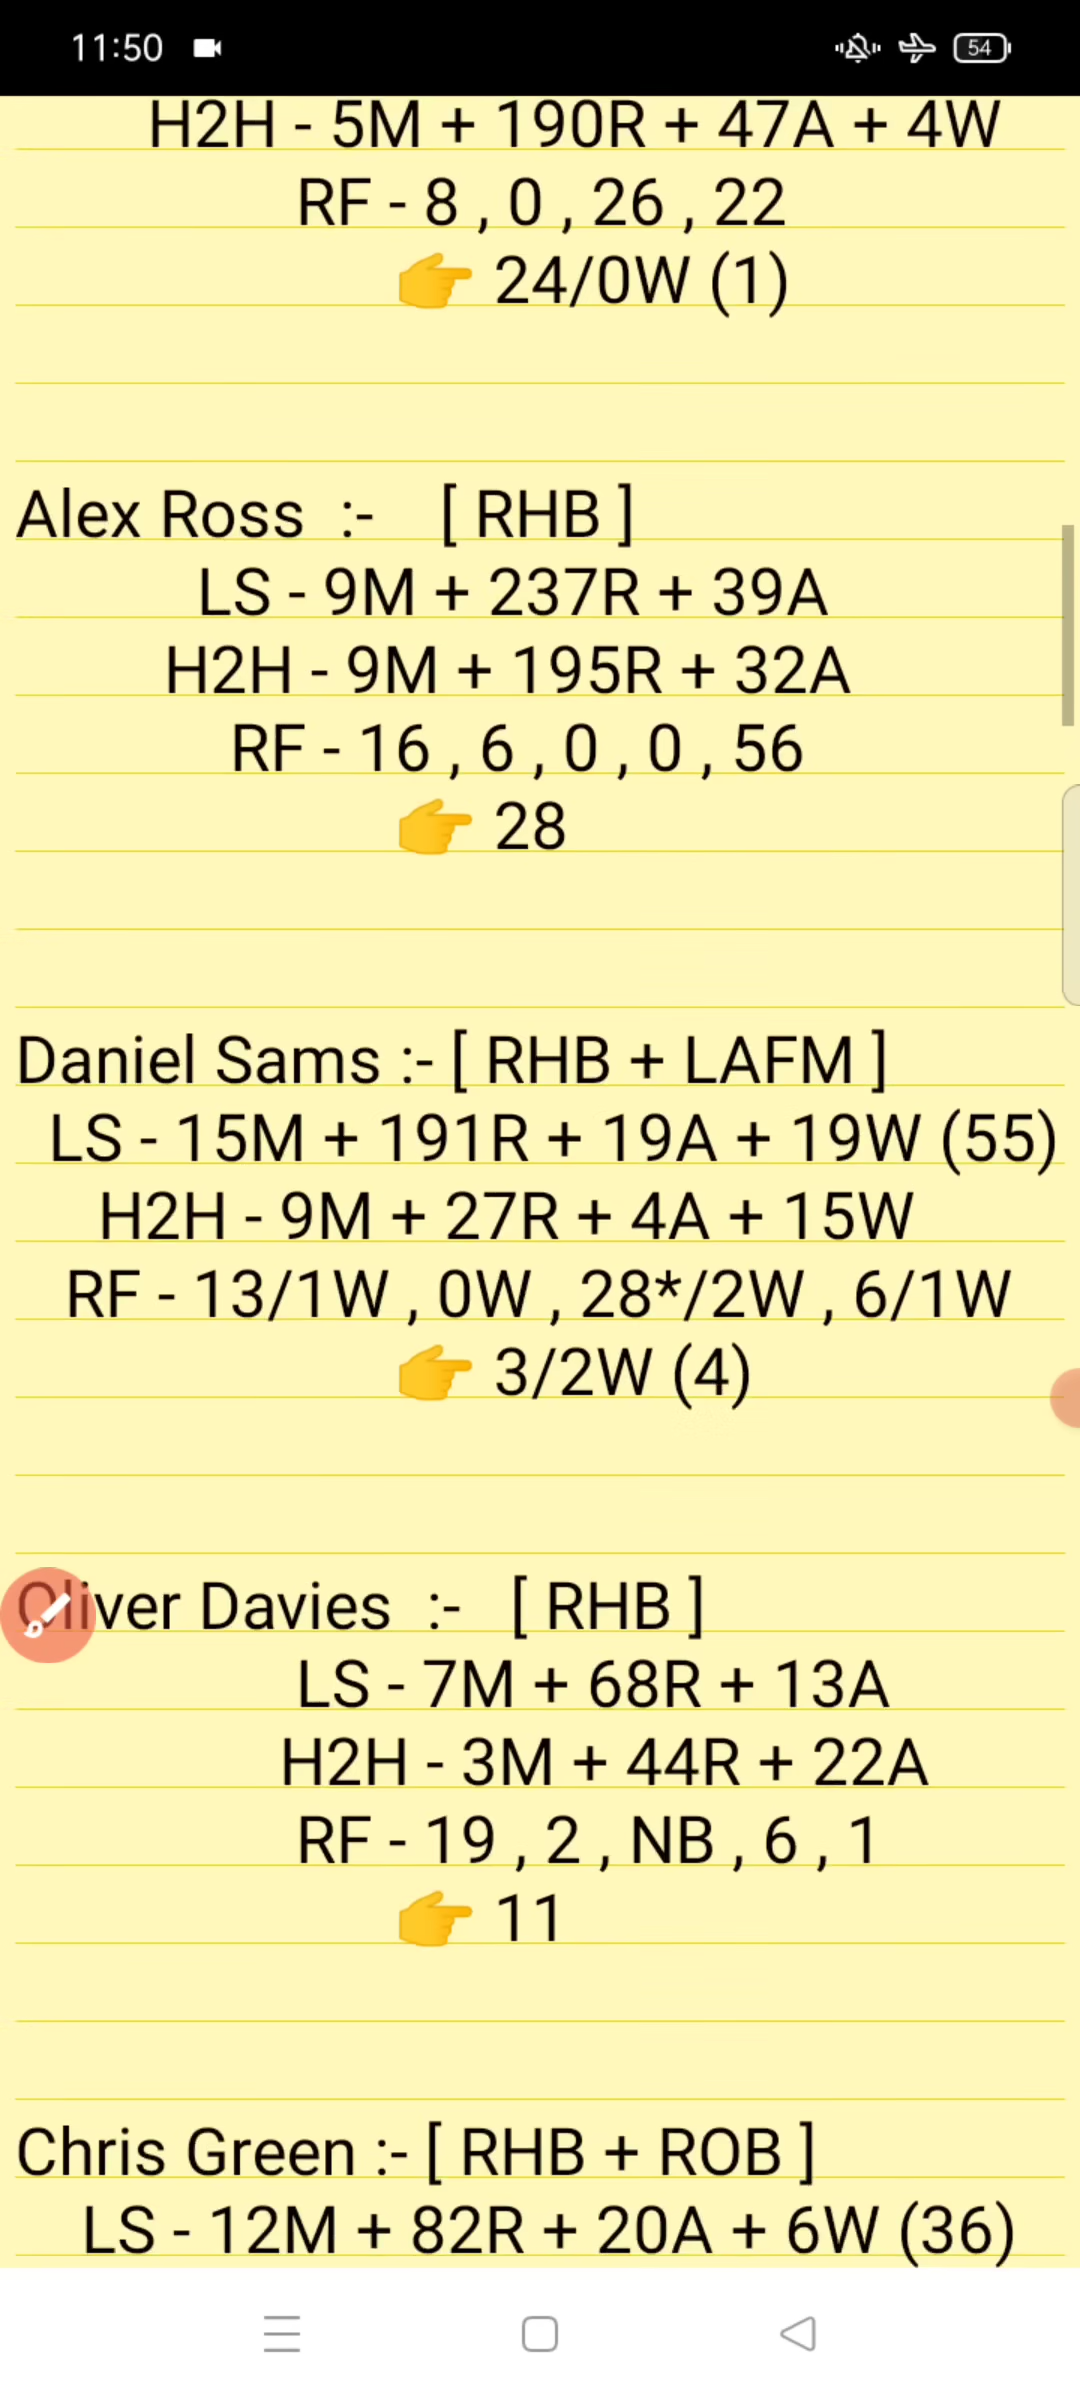 11:50
54
H2H - 5M + 190R + 47A + 4W
RF - 8 , 0 , 26 , 22
👉 24/0W (1)
Alex Ross :- [ RHB ]
LS - 9M + 237R + 39A
H2H - 9M + 195R + 32A
RF - 16 , 6 , 0 , 0 , 56
👉 28
Daniel Sams :- [ RHB + LAFM ]
LS - 15M + 191R + 19A + 19W (55)
H2H - 9M + 27R + 4A + 15W
RF - 13/1W , 0W , 28*/2W , 6/1W
👉 3/2W (4)
Oliver Davies :- [ RHB ]
LS - 7M + 68R + 13A
H2H - 3M + 44R + 22A
RF - 19 , 2 , NB , 6 , 1
👉 11
Chris Green :- [ RHB + ROB ]
LS - 12M + 82R + 20A + 6W (36)